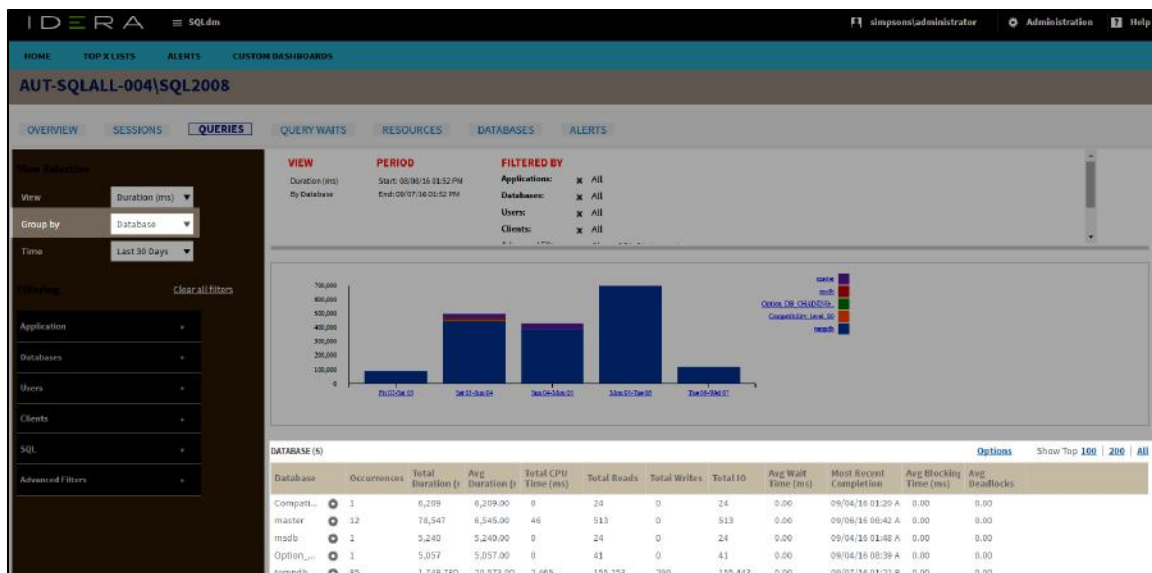 IDERA SQLdm simpsons\administrator Administration Help
HOME TOP X LISTS ALERTS CUSTOM DASHBOARDS
AUT-SQLALL-004\SQL2008
OVERVIEW SESSIONS QUERIES QUERY WAITS RESOURCES DATABASES ALERTS
View Selection
View Duration (ms)
Group by Database
Time Last 30 Days
Filtering Clear all filters
Application
Databases
Users
Clients
SQL
Advanced Filters
VIEW PERIOD FILTERED BY
Duration (ms) Start: 08/08/16 01:52 PM Applications: All
By Database End: 09/07/16 01:52 PM Databases: All
Users: All
Clients: All
700,000
600,000
500,000
400,000
300,000
200,000
100,000
0
master
msdb
tempdb
DATABASE (5) Options Show Top 100 | 200 | All
Database Occurrences Total Duration (r Avg Duration (r Total CPU Time (ms) Total Reads Total Writes Total IO Avg Wait Time (ms) Most Recent Completion Avg Blocking Time (ms) Avg Deadlocks
Compati... 1 6,209 6,209.00 0 24 0 24 0.00 09/04/16 01:20 A 0.00 0.00
master 12 78,547 6,545.00 46 513 0 513 0.00 09/06/16 06:42 A 0.00 0.00
msdb 1 5,240 5,240.00 0 24 0 24 0.00 09/04/16 01:48 A 0.00 0.00
Option_... 1 5,057 5,057.00 0 41 0 41 0.00 09/04/16 08:39 A 0.00 0.00